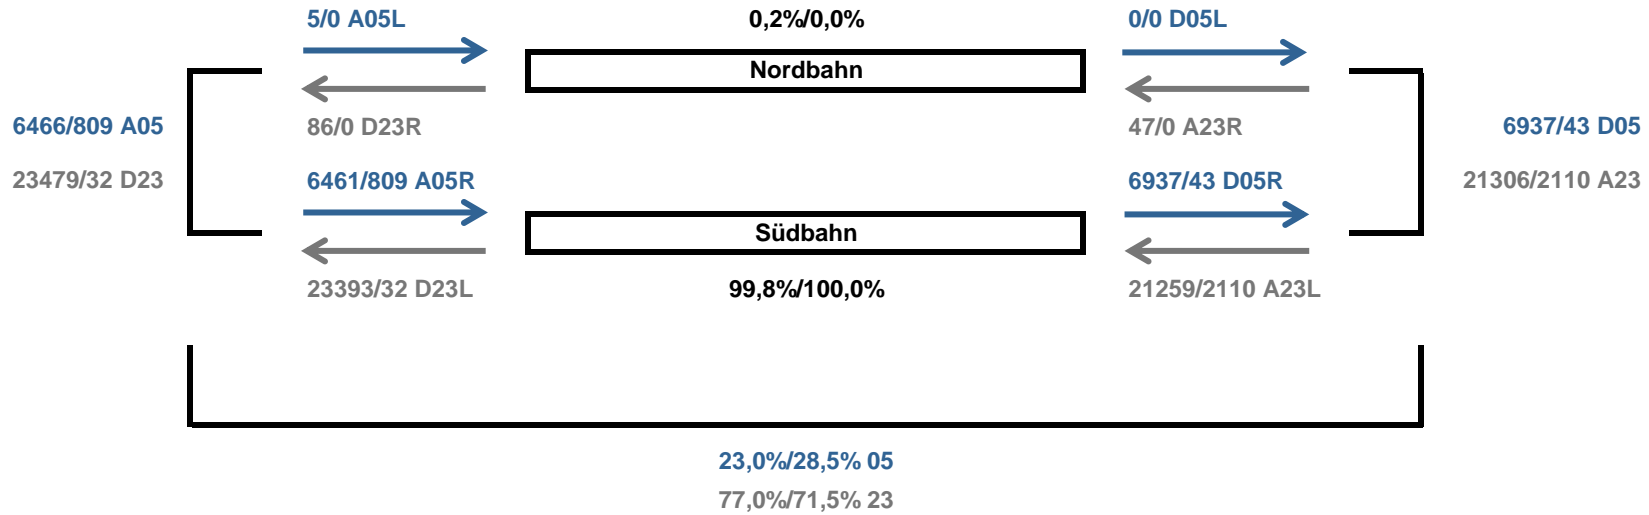 5/0 A05L
0,2%/0,0%
0/0 D05L
Nordbahn
6466/809 A05
86/0 D23R
47/0 A23R
6937/43 D05
23479/32 D23
6461/809 A05R
6937/43 D05R
21306/2110 A23
Südbahn
23393/32 D23L
99,8%/100,0%
21259/2110 A23L
23,0%/28,5% 05
77,0%/71,5% 23